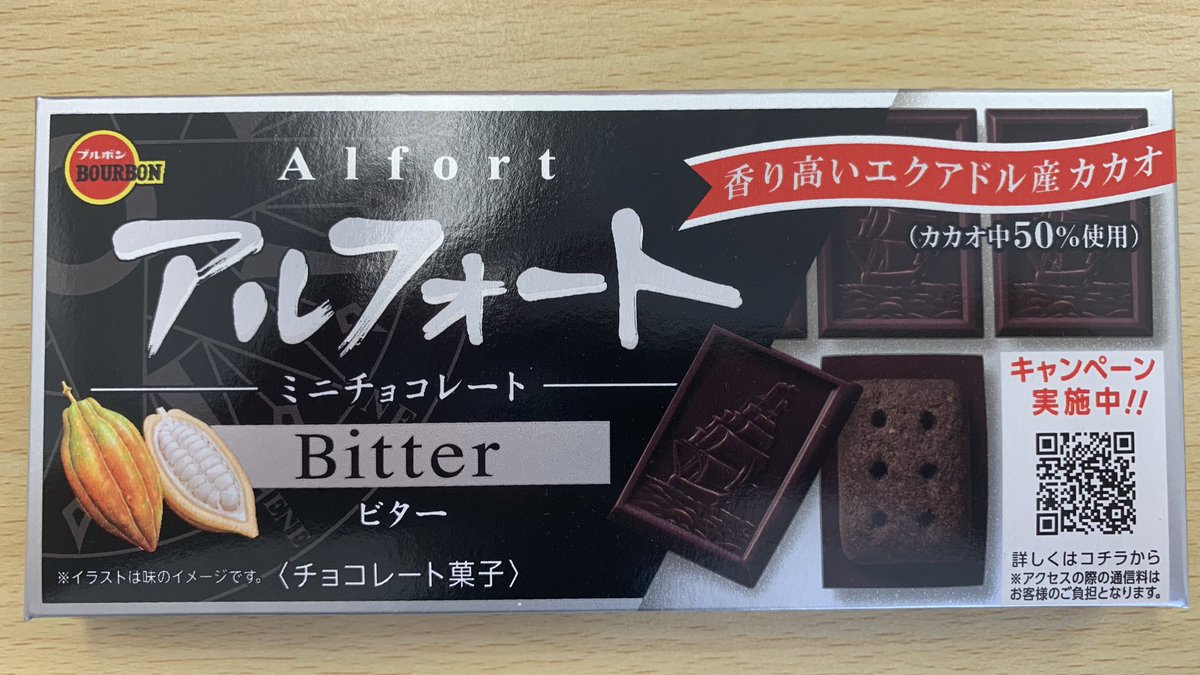 ブルボン
BOURBON
Alfort
アルフォート
ミニチョコレート
Bitter
ビター
※イラストは味のイメージです。
〈チョコレート菓子〉
香り高いエクアドル産カカオ
(カカオ中50%使用)
キャンペーン
実施中!!
詳しくはコチラから
※アクセスの際の通信料は
お客様のご負担となります。